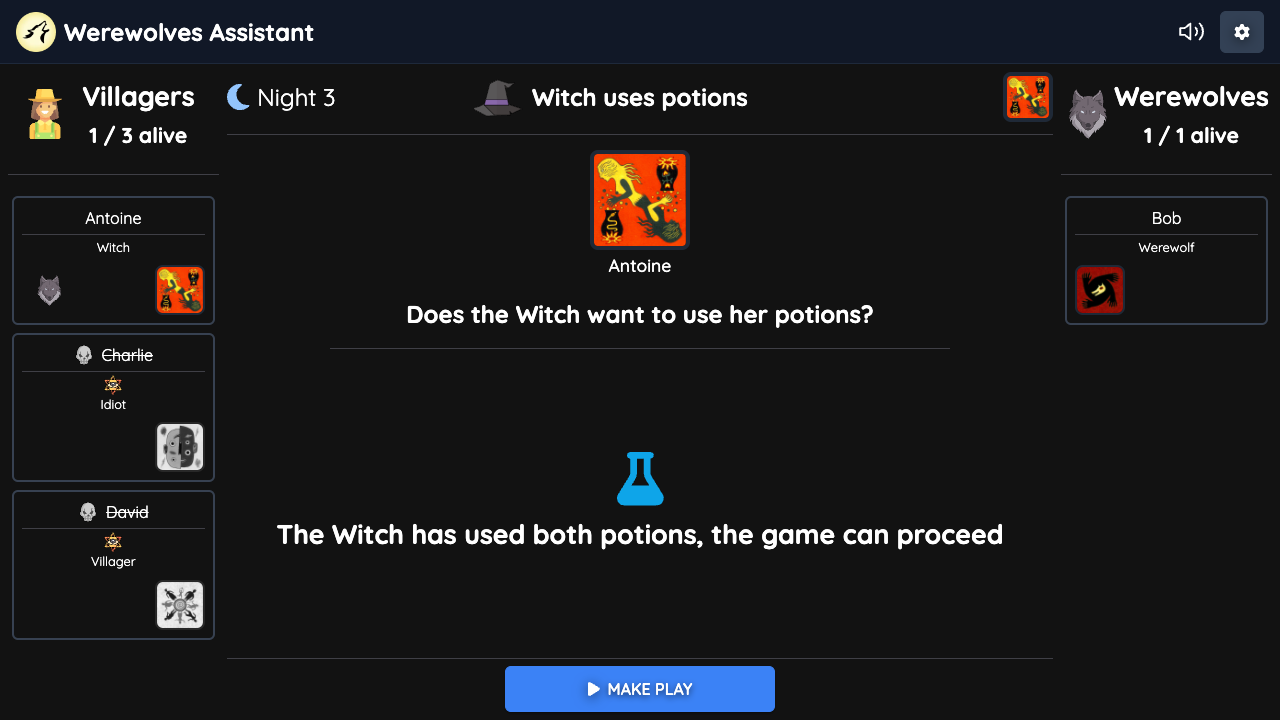 Werewolves Assistant
Villagers
1 / 3 alive
Night 3
Witch uses potions
Werewolves
1 / 1 alive
Antoine
Witch
Charlie
Idiot
David
Villager
Antoine
Does the Witch want to use her potions?
The Witch has used both potions, the game can proceed
MAKE PLAY
Bob
Werewolf